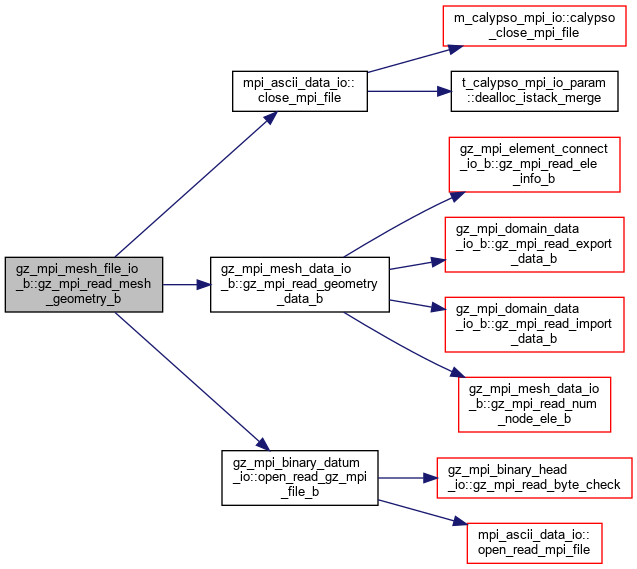 m_calypso_mpi_io::calypso
_close_mpi_file
mpi_ascii_data_io::
close_mpi_file
t_calypso_mpi_io_param
::dealloc_istack_merge
gz_mpi_element_connect
_io_b::gz_mpi_read_ele
_info_b
gz_mpi_domain_data
_io_b::gz_mpi_read_export
_data_b
gz_mpi_mesh_file_io
_b::gz_mpi_read_mesh
_geometry_b
gz_mpi_mesh_data_io
_b::gz_mpi_read_geometry
_data_b
gz_mpi_domain_data
_io_b::gz_mpi_read_import
_data_b
gz_mpi_mesh_data_io
_b::gz_mpi_read_num
_node_ele_b
gz_mpi_binary_datum
_io::open_read_gz_mpi
_file_b
gz_mpi_binary_head
_io::gz_mpi_read_byte_check
mpi_ascii_data_io::
open_read_mpi_file